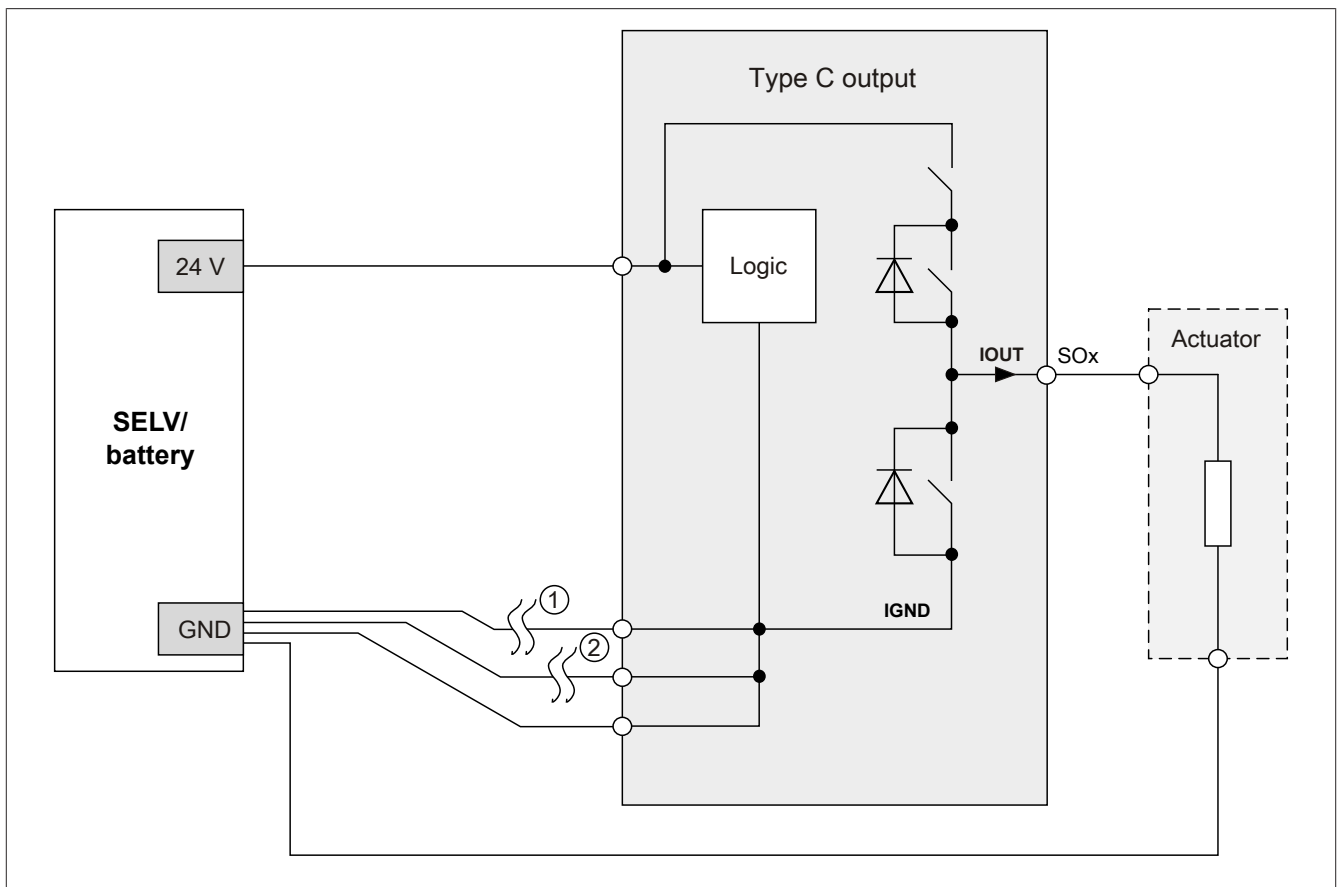 Type C output
24 V
Logic
Actuator
IOUT
SOx
SELV/
battery
1
IGND
GND
2